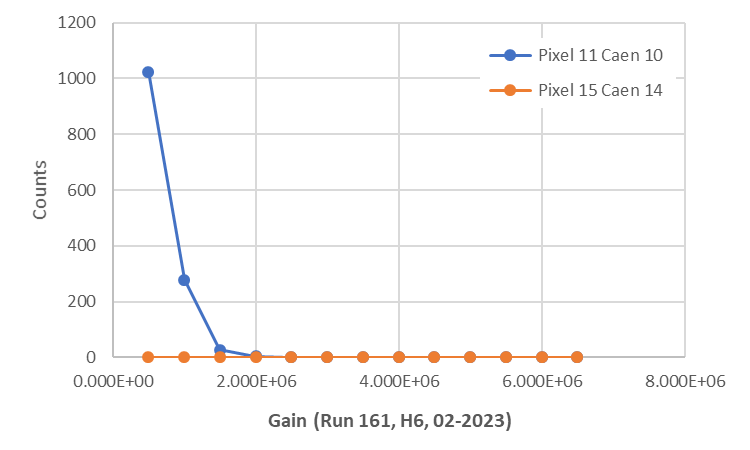 1200
1000
800
600
400
200
0
Counts
Pixel 11 Caen 10
Pixel 15 Caen 14
0.000E+00 2.000E+06 4.000E+06 6.000E+06 8.000E+06
Gain (Run 161, H6, 02-2023)